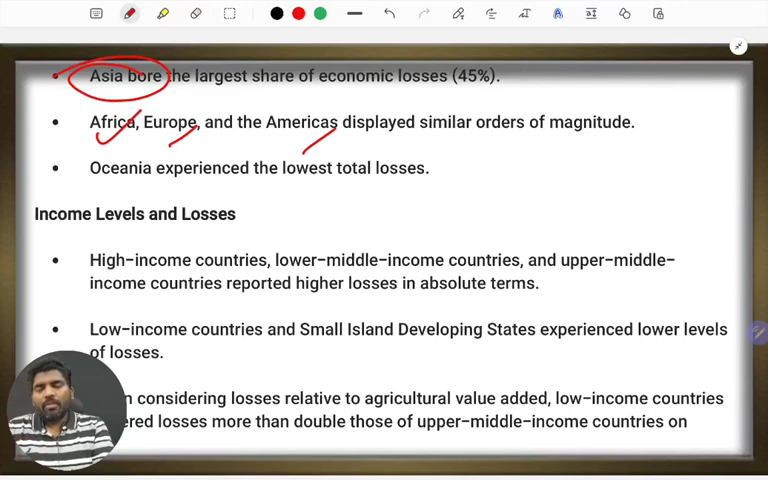 Asia bore the largest share of economic losses (45%).
Africa, Europe, and the Americas displayed similar orders of magnitude.
Oceania experienced the lowest total losses.
Income Levels and Losses
High-income countries, lower-middle-income countries, and upper-middle-
income countries reported higher losses in absolute terms.
Low-income countries and Small Island Developing States experienced lower levels
of losses.
considering losses relative to agricultural value added, low-income countries
losses more than double those of upper-middle-income countries on